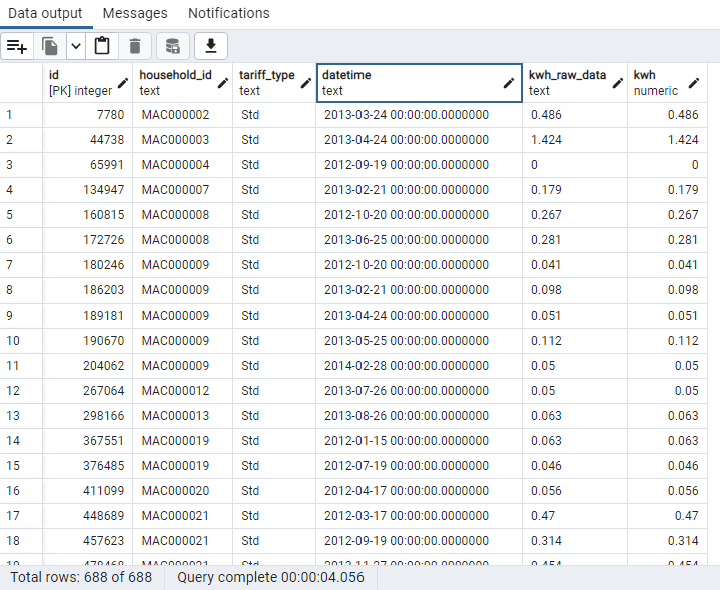 Data output Messages Notifications
id household_id tariff_type datetime kwh_raw_data kwh
[PK] integer text text text text numeric
1 7780 MAC000002 Std 2013-03-24 00:00:00.0000000 0.486 0.486
2 44738 MAC000003 Std 2013-04-24 00:00:00.0000000 1.424 1.424
3 65991 MAC000004 Std 2012-09-19 00:00:00.0000000 0 0
4 134947 MAC000007 Std 2013-02-21 00:00:00.0000000 0.179 0.179
5 160815 MAC000008 Std 2012-10-20 00:00:00.0000000 0.267 0.267
6 172726 MAC000008 Std 2013-06-25 00:00:00.0000000 0.281 0.281
7 180246 MAC000009 Std 2012-10-20 00:00:00.0000000 0.041 0.041
8 186203 MAC000009 Std 2013-02-21 00:00:00.0000000 0.098 0.098
9 189181 MAC000009 Std 2013-04-24 00:00:00.0000000 0.051 0.051
10 190670 MAC000009 Std 2013-05-25 00:00:00.0000000 0.112 0.112
11 204062 MAC000009 Std 2014-02-28 00:00:00.0000000 0.05 0.05
12 267064 MAC000012 Std 2013-07-26 00:00:00.0000000 0.05 0.05
13 298166 MAC000013 Std 2013-08-26 00:00:00.0000000 0.063 0.063
14 367551 MAC000019 Std 2012-01-15 00:00:00.0000000 0.063 0.063
15 376485 MAC000019 Std 2012-07-19 00:00:00.0000000 0.046 0.046
16 411099 MAC000020 Std 2012-04-17 00:00:00.0000000 0.056 0.056
17 448689 MAC000021 Std 2012-03-17 00:00:00.0000000 0.47 0.47
18 457623 MAC000021 Std 2012-09-19 00:00:00.0000000 0.314 0.314
Total rows: 688 of 688 Query complete 00:00:04.056